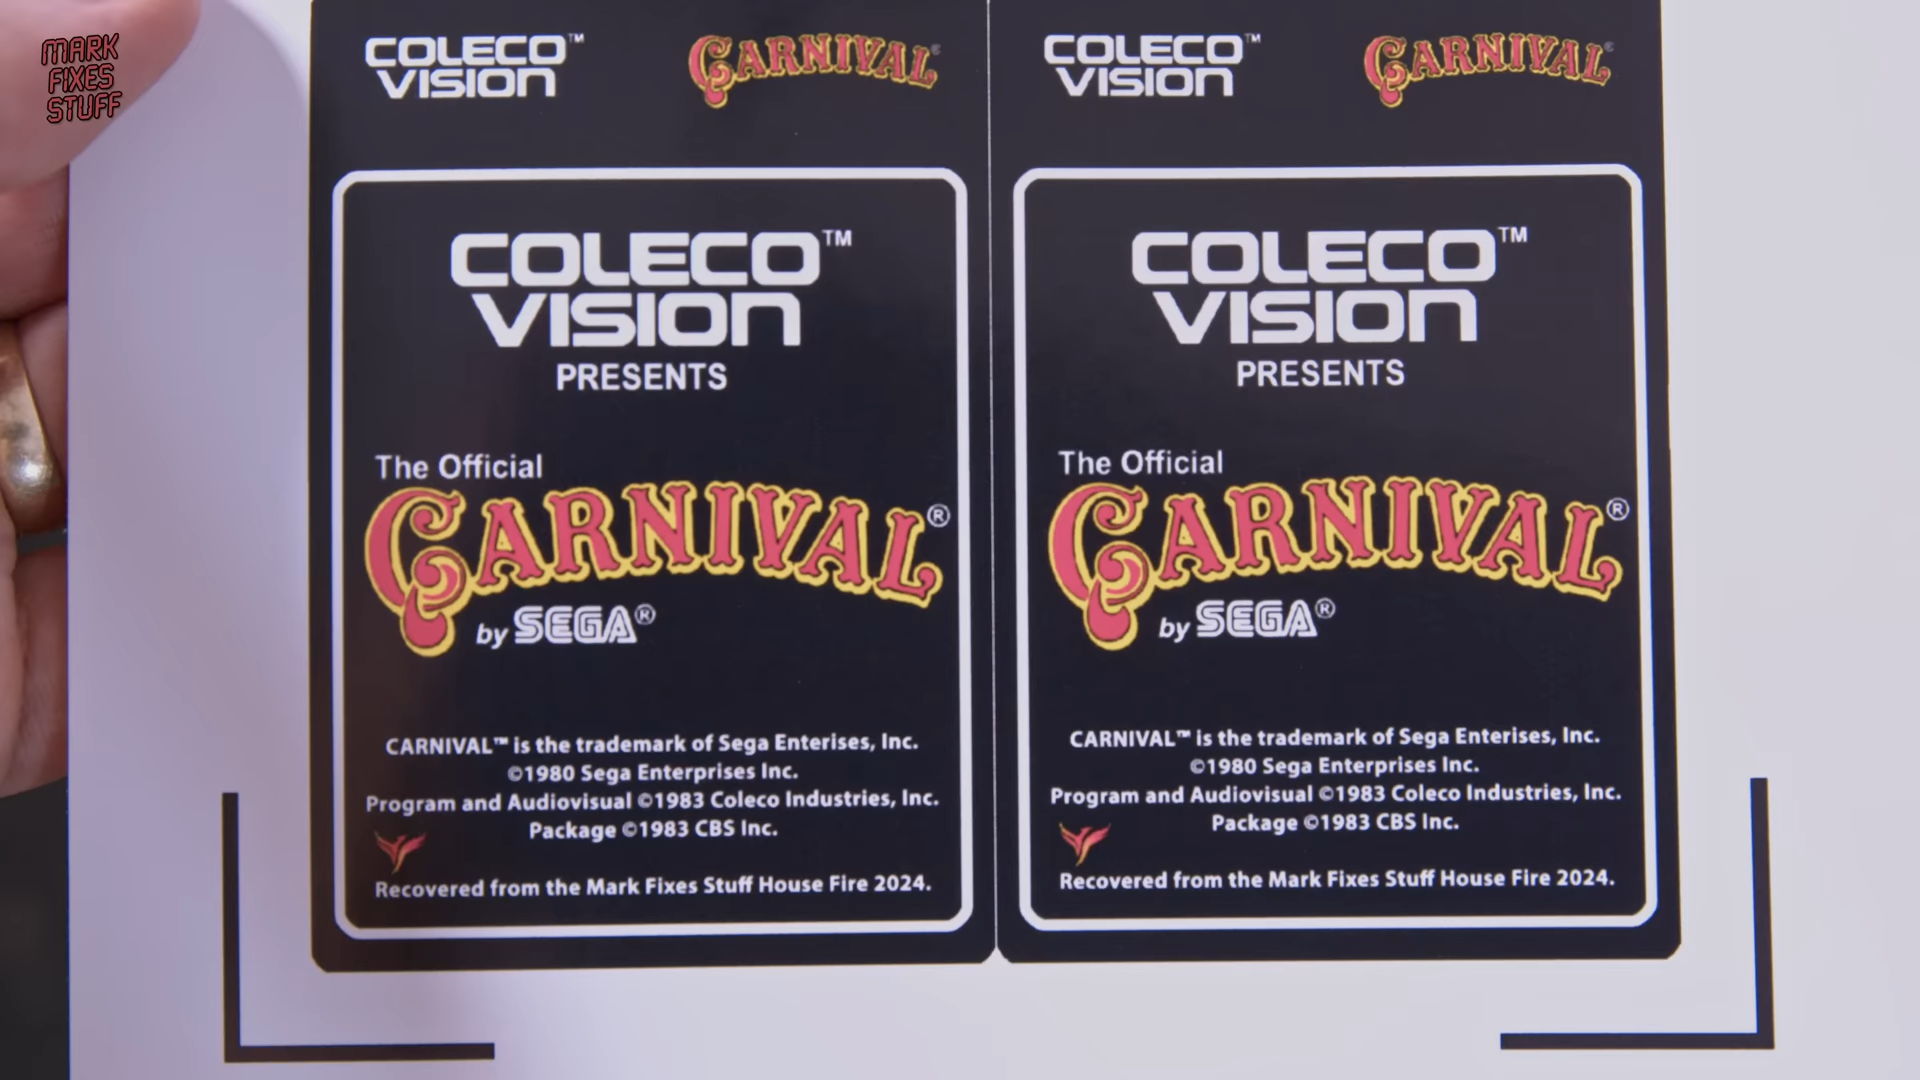 MARK
FIXES
STUFF
COLECO™
VISION
CARNIVAL®
COLECO™
VISION
PRESENTS
The Official
CARNIVAL®
by SEGA®
CARNIVAL™ is the trademark of Sega Enterises, Inc.
©1980 Sega Enterprises Inc.
Program and Audiovisual ©1983 Coleco Industries, Inc.
Package ©1983 CBS Inc.
Recovered from the Mark Fixes Stuff House Fire 2024.
COLECO™
VISION
CARNIVAL®
COLECO™
VISION
PRESENTS
The Official
CARNIVAL®
by SEGA®
CARNIVAL™ is the trademark of Sega Enterises, Inc.
©1980 Sega Enterprises Inc.
Program and Audiovisual ©1983 Coleco Industries, Inc.
Package ©1983 CBS Inc.
Recovered from the Mark Fixes Stuff House Fire 2024.